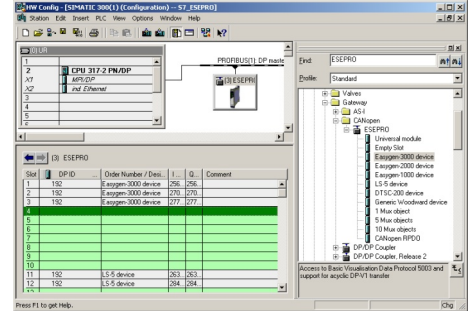 HW Config - [SIMATIC 300(1) (Configuration) -- S7_ESEPRO]
Station Edit Insert PLC View Options Window Help
(0) UR
1
2 CPU 317-2 PN/DP
X1 MPI/DP
X2 ind. Ethernet
3
4
5
PROFIBUS(1): DP maste
(3) ESEPR
Find: ESEPRO
Profile: Standard
Valves
Gateway
AS-I
CANopen
ESEPRO
Universal module
Empty Slot
Easygen-3000 device
Easygen-2000 device
Easygen-1000 device
LS-5 device
DTSC-200 device
Generic Woodward device
1 Mux object
5 Mux objects
10 Mux objects
CANopen RPDO
DP/DP Coupler
DP/DP Coupler, Release 2
(3) ESEPRO
Slot DP ID ... Order Number / Desi... I ... Q... Comment
1 192 Easygen-3000 device 256... 256...
2 192 Easygen-3000 device 270... 270...
3 192 Easygen-3000 device 277... 277...
4
5
6
7
8
9
10
11 192 LS-5 device 263... 263...
12 192 LS-5 device 284... 284...
Access to Basic Visualisation Data Protocol 5003 and
support for acyclic DP-V1 transfer
Press F1 to get Help.
Chg